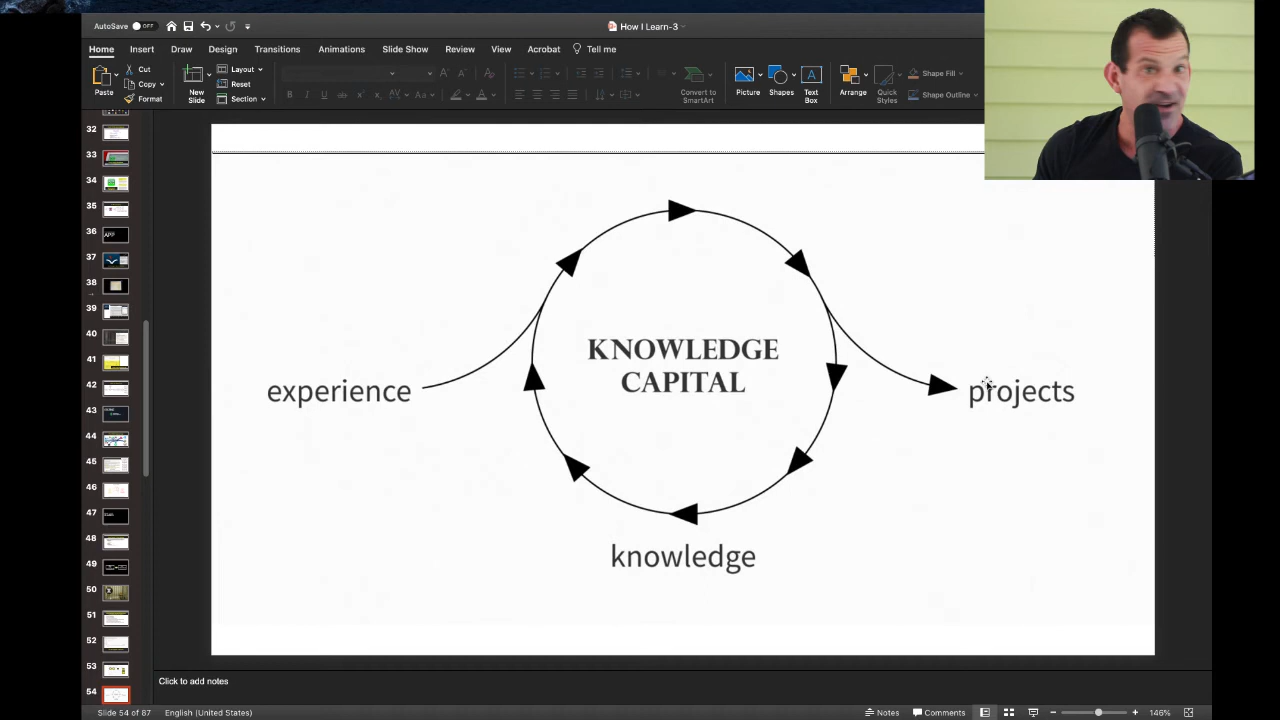 AutoSave OFF
How I Learn-3
Home Insert Draw Design Transitions Animations Slide Show Review View Acrobat Tell me
Paste
Cut
Copy
Format
New
Slide
Layout
Reset
Section
Convert to
SmartArt
Picture
Shapes
Text
Box
Arrange
Quick
Styles
Shape Fill
Shape Outline
32
33
34
35
36
37
38
39
40
41
42
43
44
45
46
47
48
49
50
51
52
53
54
KNOWLEDGE
CAPITAL
experience
projects
knowledge
Click to add notes
Slide 54 of 87 English (United States) Notes Comments 146%